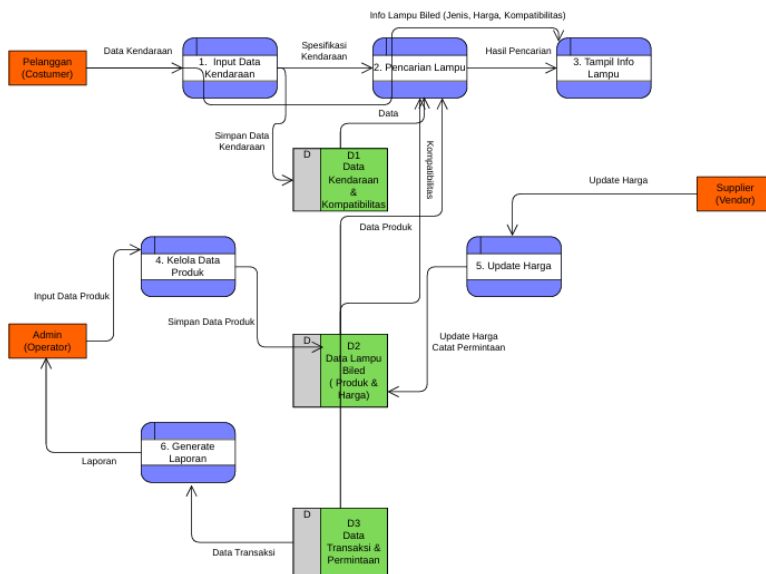 Info Lampu Biled (Jenis, Harga, Kompatibilitas)
Pelanggan
(Costumer)
Data Kendaraan
1. Input Data
Kendaraan
Spesifikasi
Kendaraan
2. Pencarian Lampu
Hasil Pencarian
3. Tampil Info
Lampu
Simpan Data
Kendaraan
Data
Kompatibilitas
D
D1
Data
Kendaraan
&
Kompatibilitas
Update Harga
Supplier
(Vendor)
Data Produk
4. Kelola Data
Produk
5. Update Harga
Input Data Produk
Simpan Data Produk
Admin
(Operator)
D
D2
Data Lampu
Biled
( Produk &
Harga)
Update Harga
Catat Permintaan
6. Generate
Laporan
Laporan
D
D3
Data
Transaksi &
Permintaan
Data Transaksi